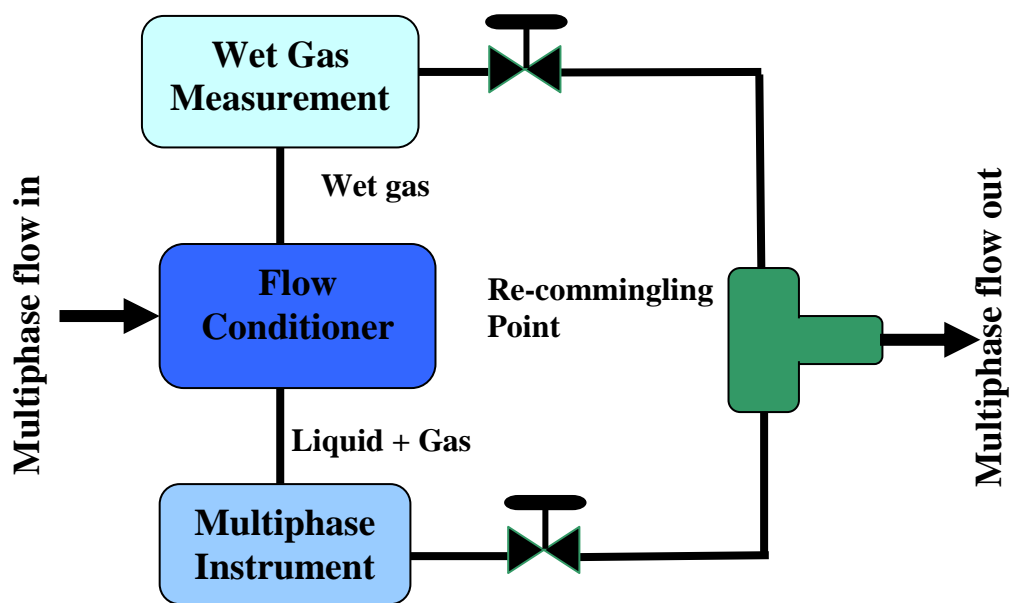 Wet Gas
Measurement
Wet gas
Multiphase flow in
Flow
Conditioner
Re-commingling
Point
Multiphase flow out
Liquid + Gas
Multiphase
Instrument